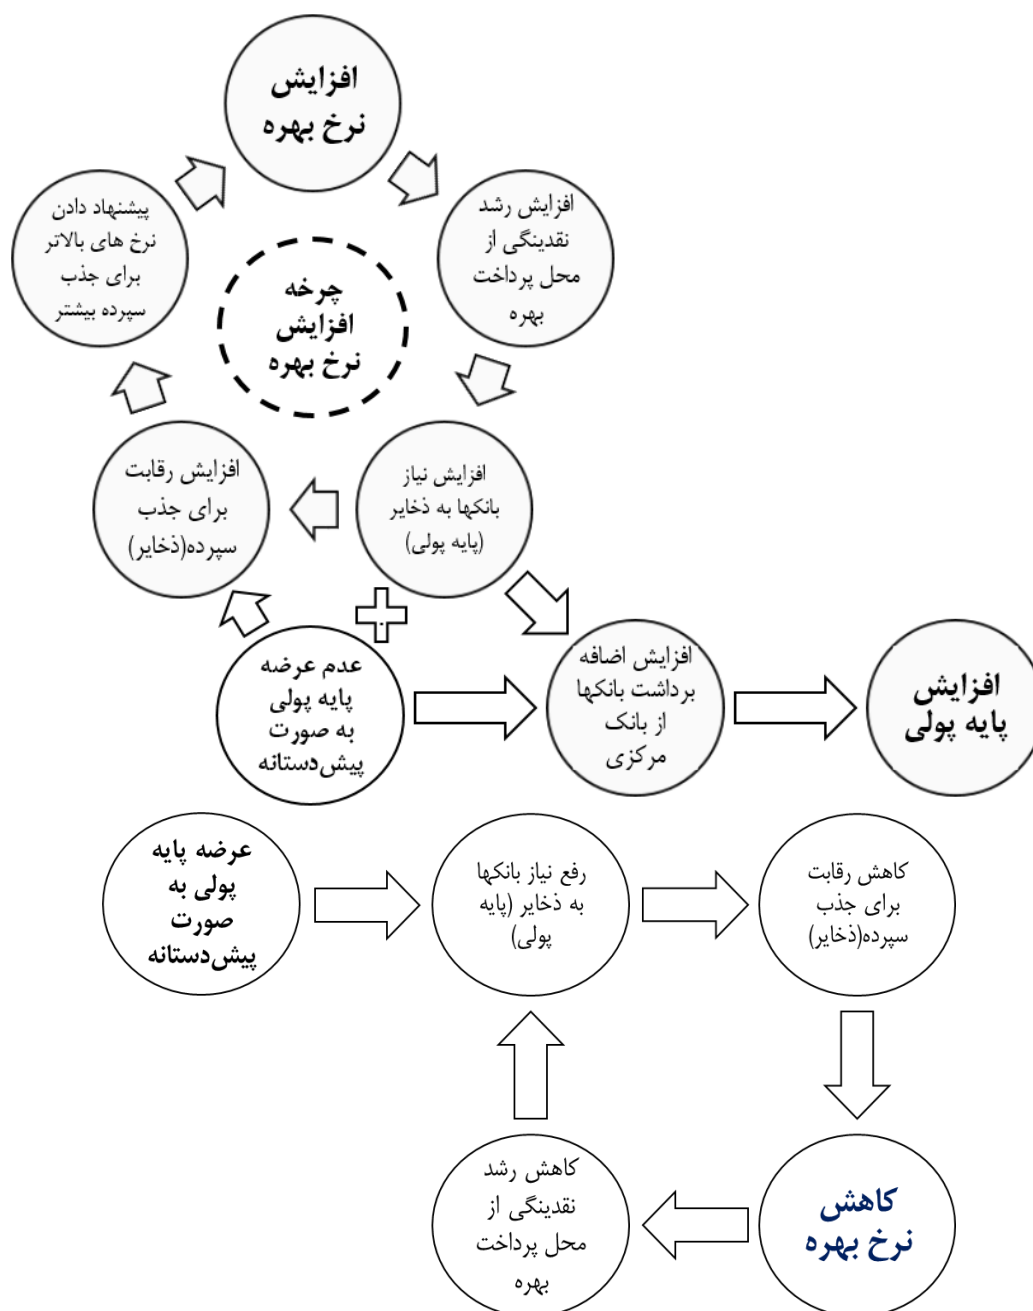 افزایش
نرخ بهره
افزایش رشد
نقدینگی از
محل پرداخت
بهره
پیشنهاد دادن
نرخ های بالاتر
برای جذب
سپرده بیشتر
چرخه
افزایش
نرخ بهره
افزایش نیاز
بانکها به ذخایر
(پایه پولی)
افزایش رقابت
برای جذب
سپرده(ذخایر)
عدم عرضه
پایه پولی
به صورت
پیش‌دستانه
افزایش اضافه
برداشت بانکها
از بانک
مرکزی
افزایش
پایه پولی
عرضه پایه
پولی به
صورت
پیش‌دستانه
رفع نیاز بانکها
به ذخایر (پایه
پولی)
کاهش رقابت
برای جذب
سپرده(ذخایر)
کاهش
نرخ بهره
کاهش رشد
نقدینگی از
محل پرداخت
بهره